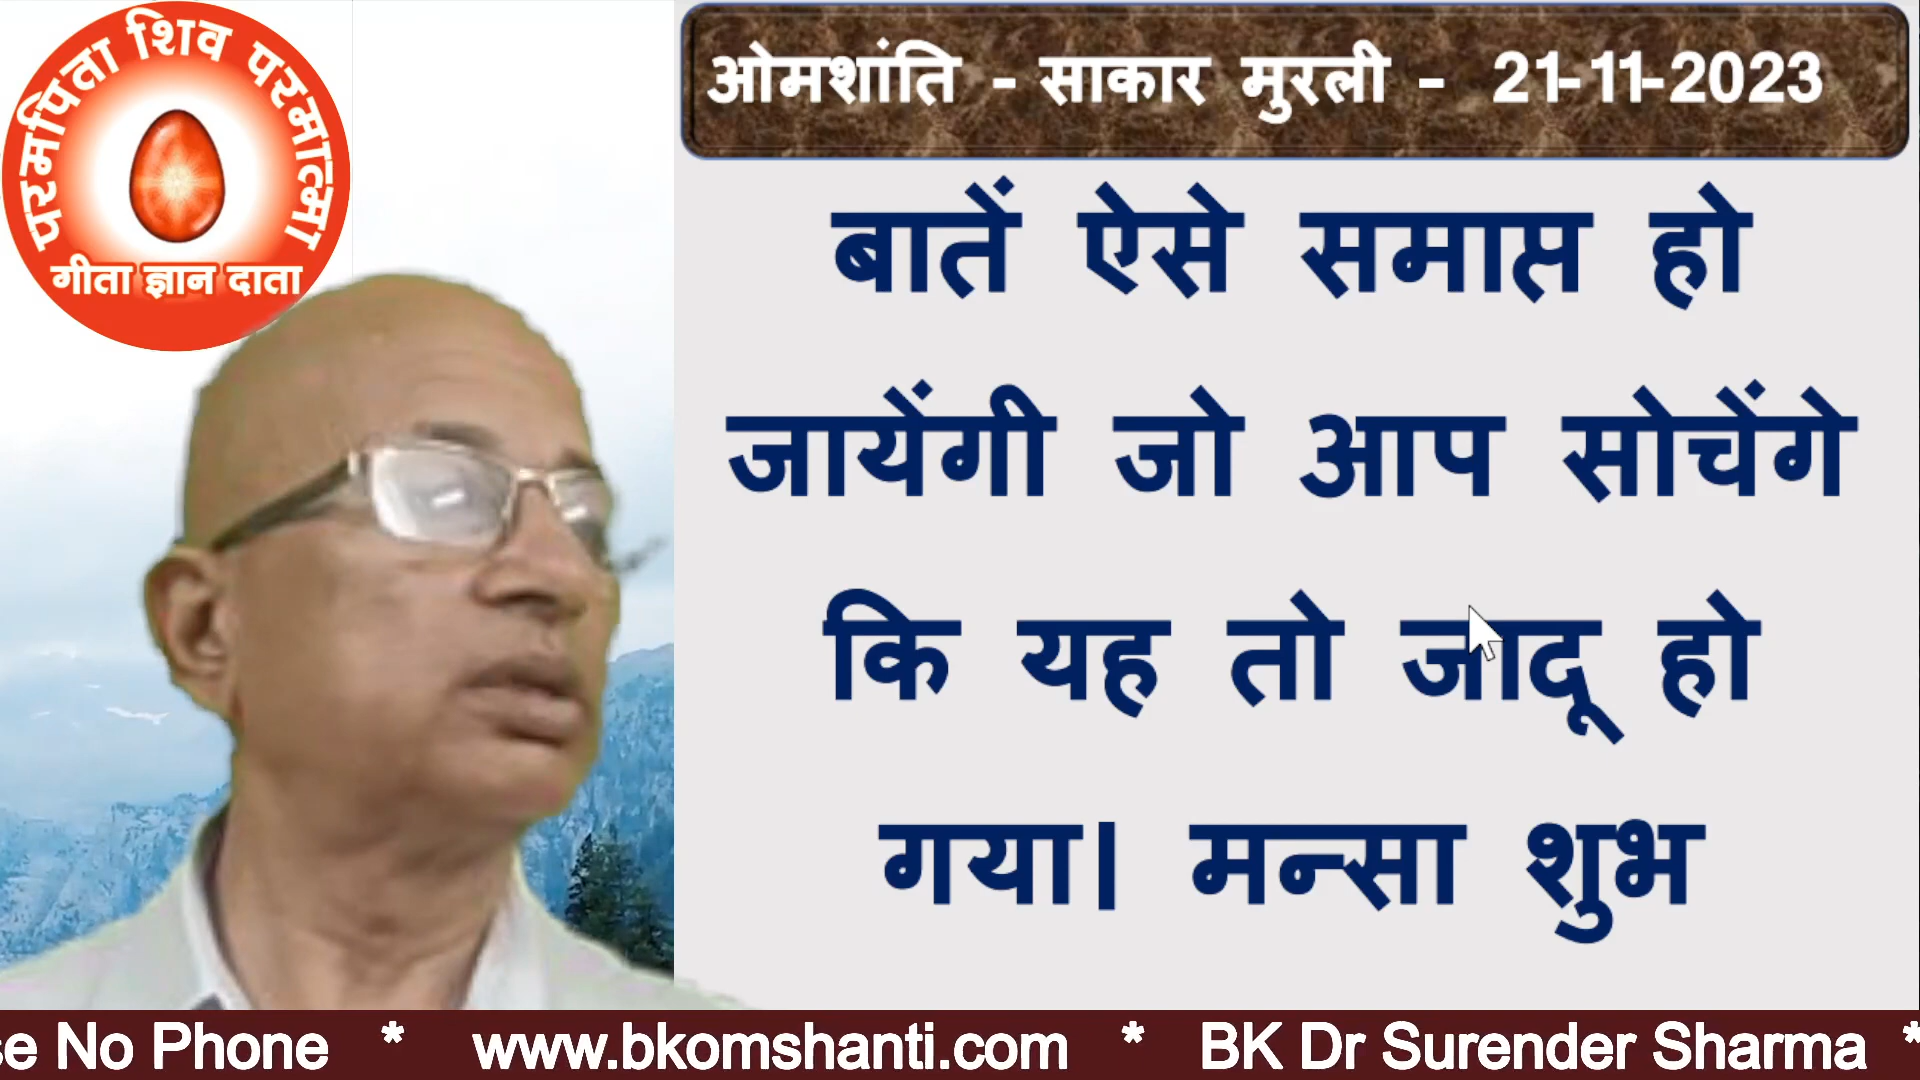 परमपिता शिव परमात्मा
गीता ज्ञान दाता
ओमशांति - साकार मुरली - 21-11-2023
बातें ऐसे समाप्त हो
जायेंगी जो आप सोचेंगे
कि यह तो जादू हो
गया। मन्सा शुभ
se No Phone * www.bkomshanti.com * BK Dr Surender Sharma *